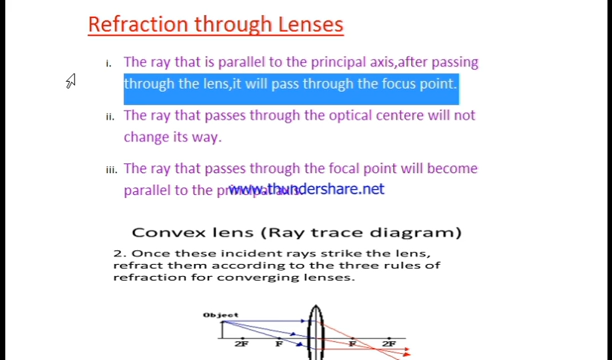 Refraction through Lenses
i. The ray that is parallel to the principal axis,after passing
through the lens,it will pass through the focus point.
ii. The ray that passes through the optical centere will not
change its way.
iii. The ray that passes through the focal point will become
parallel to the principal axis.
www.thundershare.net
Convex lens (Ray trace diagram)
2. Once these incident rays strike the lens,
refract them according to the three rules of
refraction for converging lenses.
Object
2F F F 2F